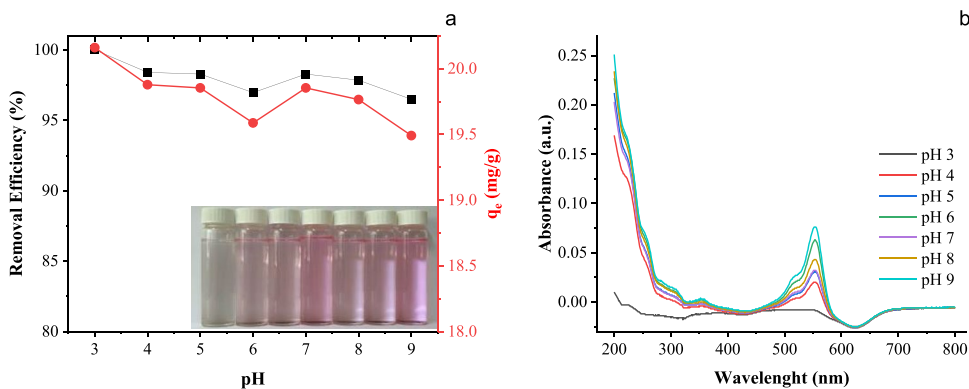 a
Removal Efficiency (%)
100
95
90
85
80
3 4 5 6 7 8 9
pH
20.0
19.5
19.0
18.5
18.0
qe (mg/g)
b
Absorbance (a.u.)
0.25
0.20
0.15
0.10
0.05
0.00
200 300 400 500 600 700 800
Wavelenght (nm)
pH 3
pH 4
pH 5
pH 6
pH 7
pH 8
pH 9